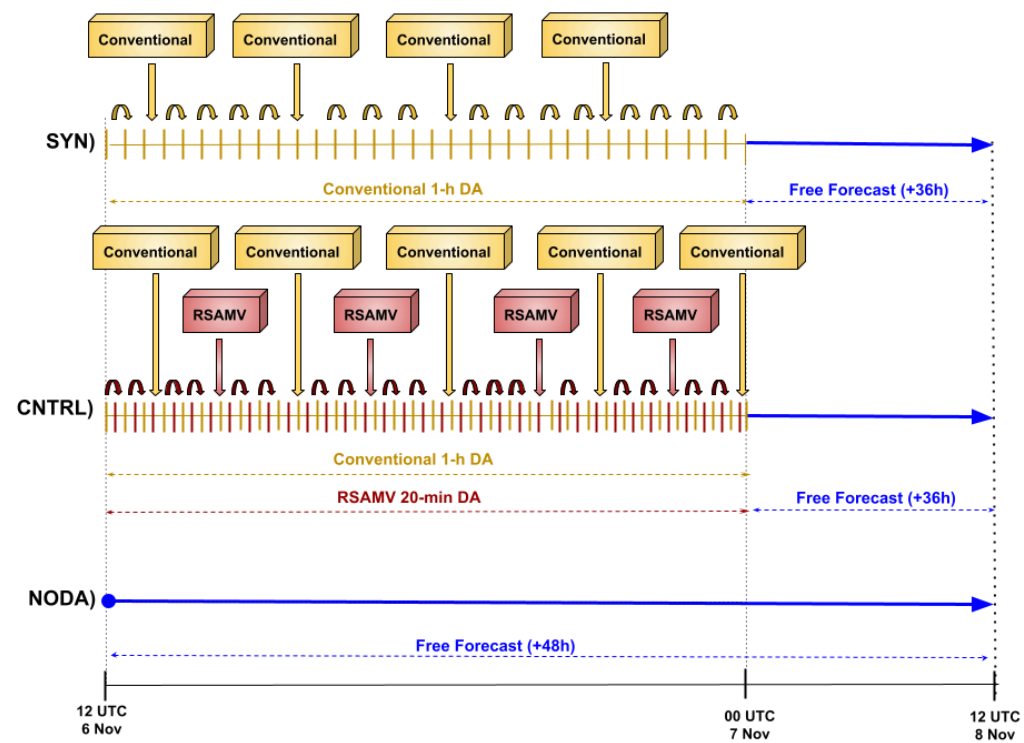 Conventional Conventional Conventional Conventional
SYN)
Conventional 1-h DA
Free Forecast (+36h)
Conventional Conventional Conventional Conventional Conventional
RSAMV RSAMV RSAMV RSAMV
CNTRL)
Conventional 1-h DA
RSAMV 20-min DA
Free Forecast (+36h)
NODA)
Free Forecast (+48h)
12 UTC
6 Nov
00 UTC
7 Nov
12 UTC
8 Nov